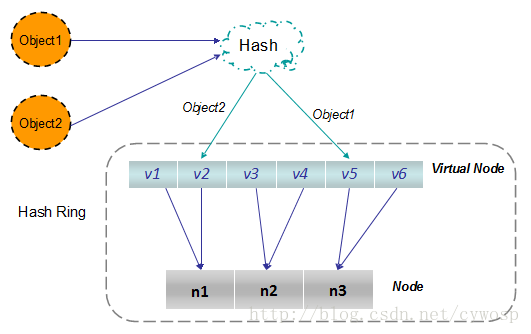 Object1
Hash
Object2
Object2
Object1
v1 v2 v3 v4 v5 v6
Virtual Node
Hash Ring
n1 n2 n3
Node
http://blog.csdn.net/cywosp